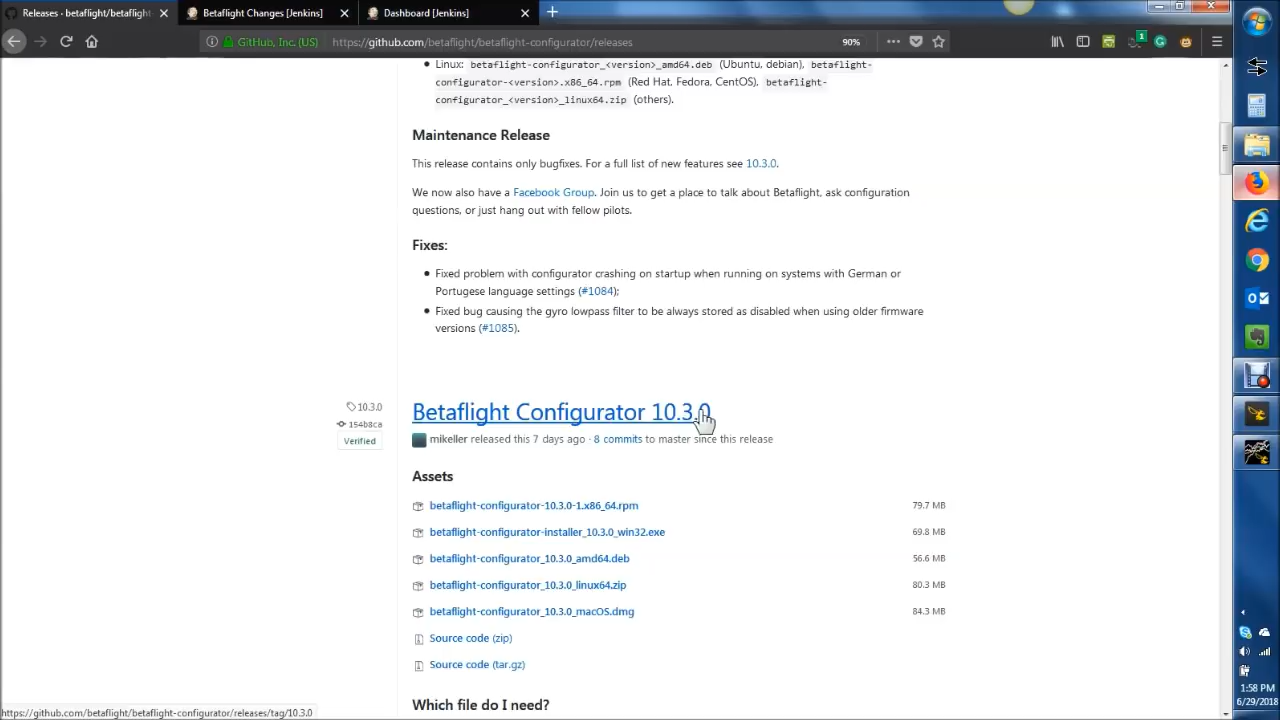 Releases · betaflight/betaflight-
Betaflight Changes [Jenkins]
Dashboard [Jenkins]
GitHub, Inc. (US)
https://github.com/betaflight/betaflight-configurator/releases
90%
1
• Linux: betaflight-configurator_<version>_amd64.deb (Ubuntu, debian), betaflight-
configurator-<version>.x86_64.rpm (Red Hat, Fedora, CentOS), betaflight-
configurator_<version>_linux64.zip (others).
Maintenance Release
This release contains only bugfixes. For a full list of new features see 10.3.0.
We now also have a Facebook Group. Join us to get a place to talk about Betaflight, ask configuration
questions, or just hang out with fellow pilots.
Fixes:
• Fixed problem with configurator crashing on startup when running on systems with German or
Portugese language settings (#1084);
• Fixed bug causing the gyro lowpass filter to be always stored as disabled when using older firmware
versions (#1085).
10.3.0
154b8ca
Verified
Betaflight Configurator 10.3.0
mikeller released this 7 days ago · 8 commits to master since this release
Assets
betaflight-configurator-10.3.0-1.x86_64.rpm 79.7 MB
betaflight-configurator-installer_10.3.0_win32.exe 69.8 MB
betaflight-configurator_10.3.0_amd64.deb 56.6 MB
betaflight-configurator_10.3.0_linux64.zip 80.3 MB
betaflight-configurator_10.3.0_macOS.dmg 84.3 MB
Source code (zip)
Source code (tar.gz)
Which file do I need?
https://github.com/betaflight/betaflight-configurator/releases/tag/10.3.0
1:58 PM
6/29/2018